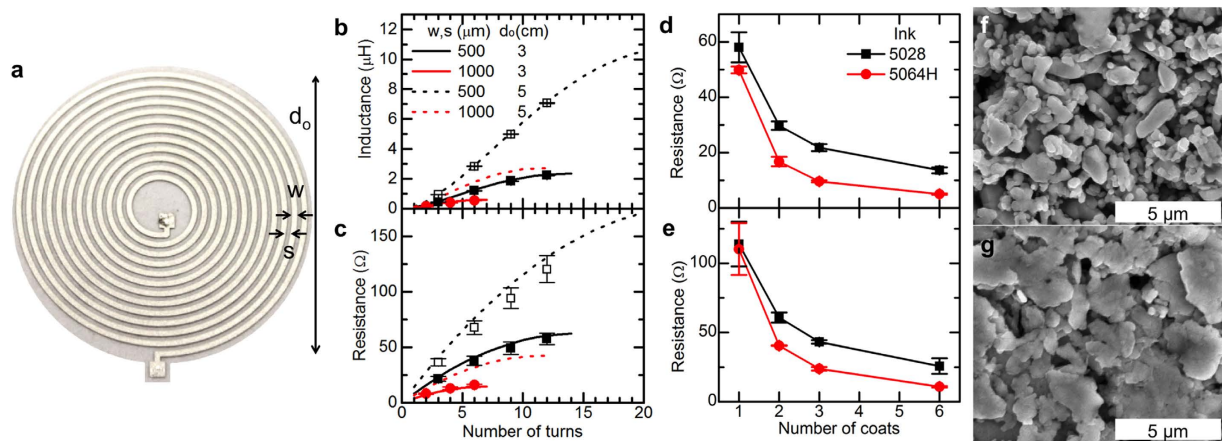 a
d₀
w
s
b
w,s (μm) d₀(cm)
500 3
1000 3
500 5
1000 5
Inductance (μH)
0
2
4
6
8
10
12
c
Resistance (Ω)
0
50
100
150
0 5 10 15 20
Number of turns
d
Ink
5028
5064H
Resistance (Ω)
0
20
40
60
e
Resistance (Ω)
0
50
100
1 2 3 4 5 6
Number of coats
f
5 μm
g
5 μm